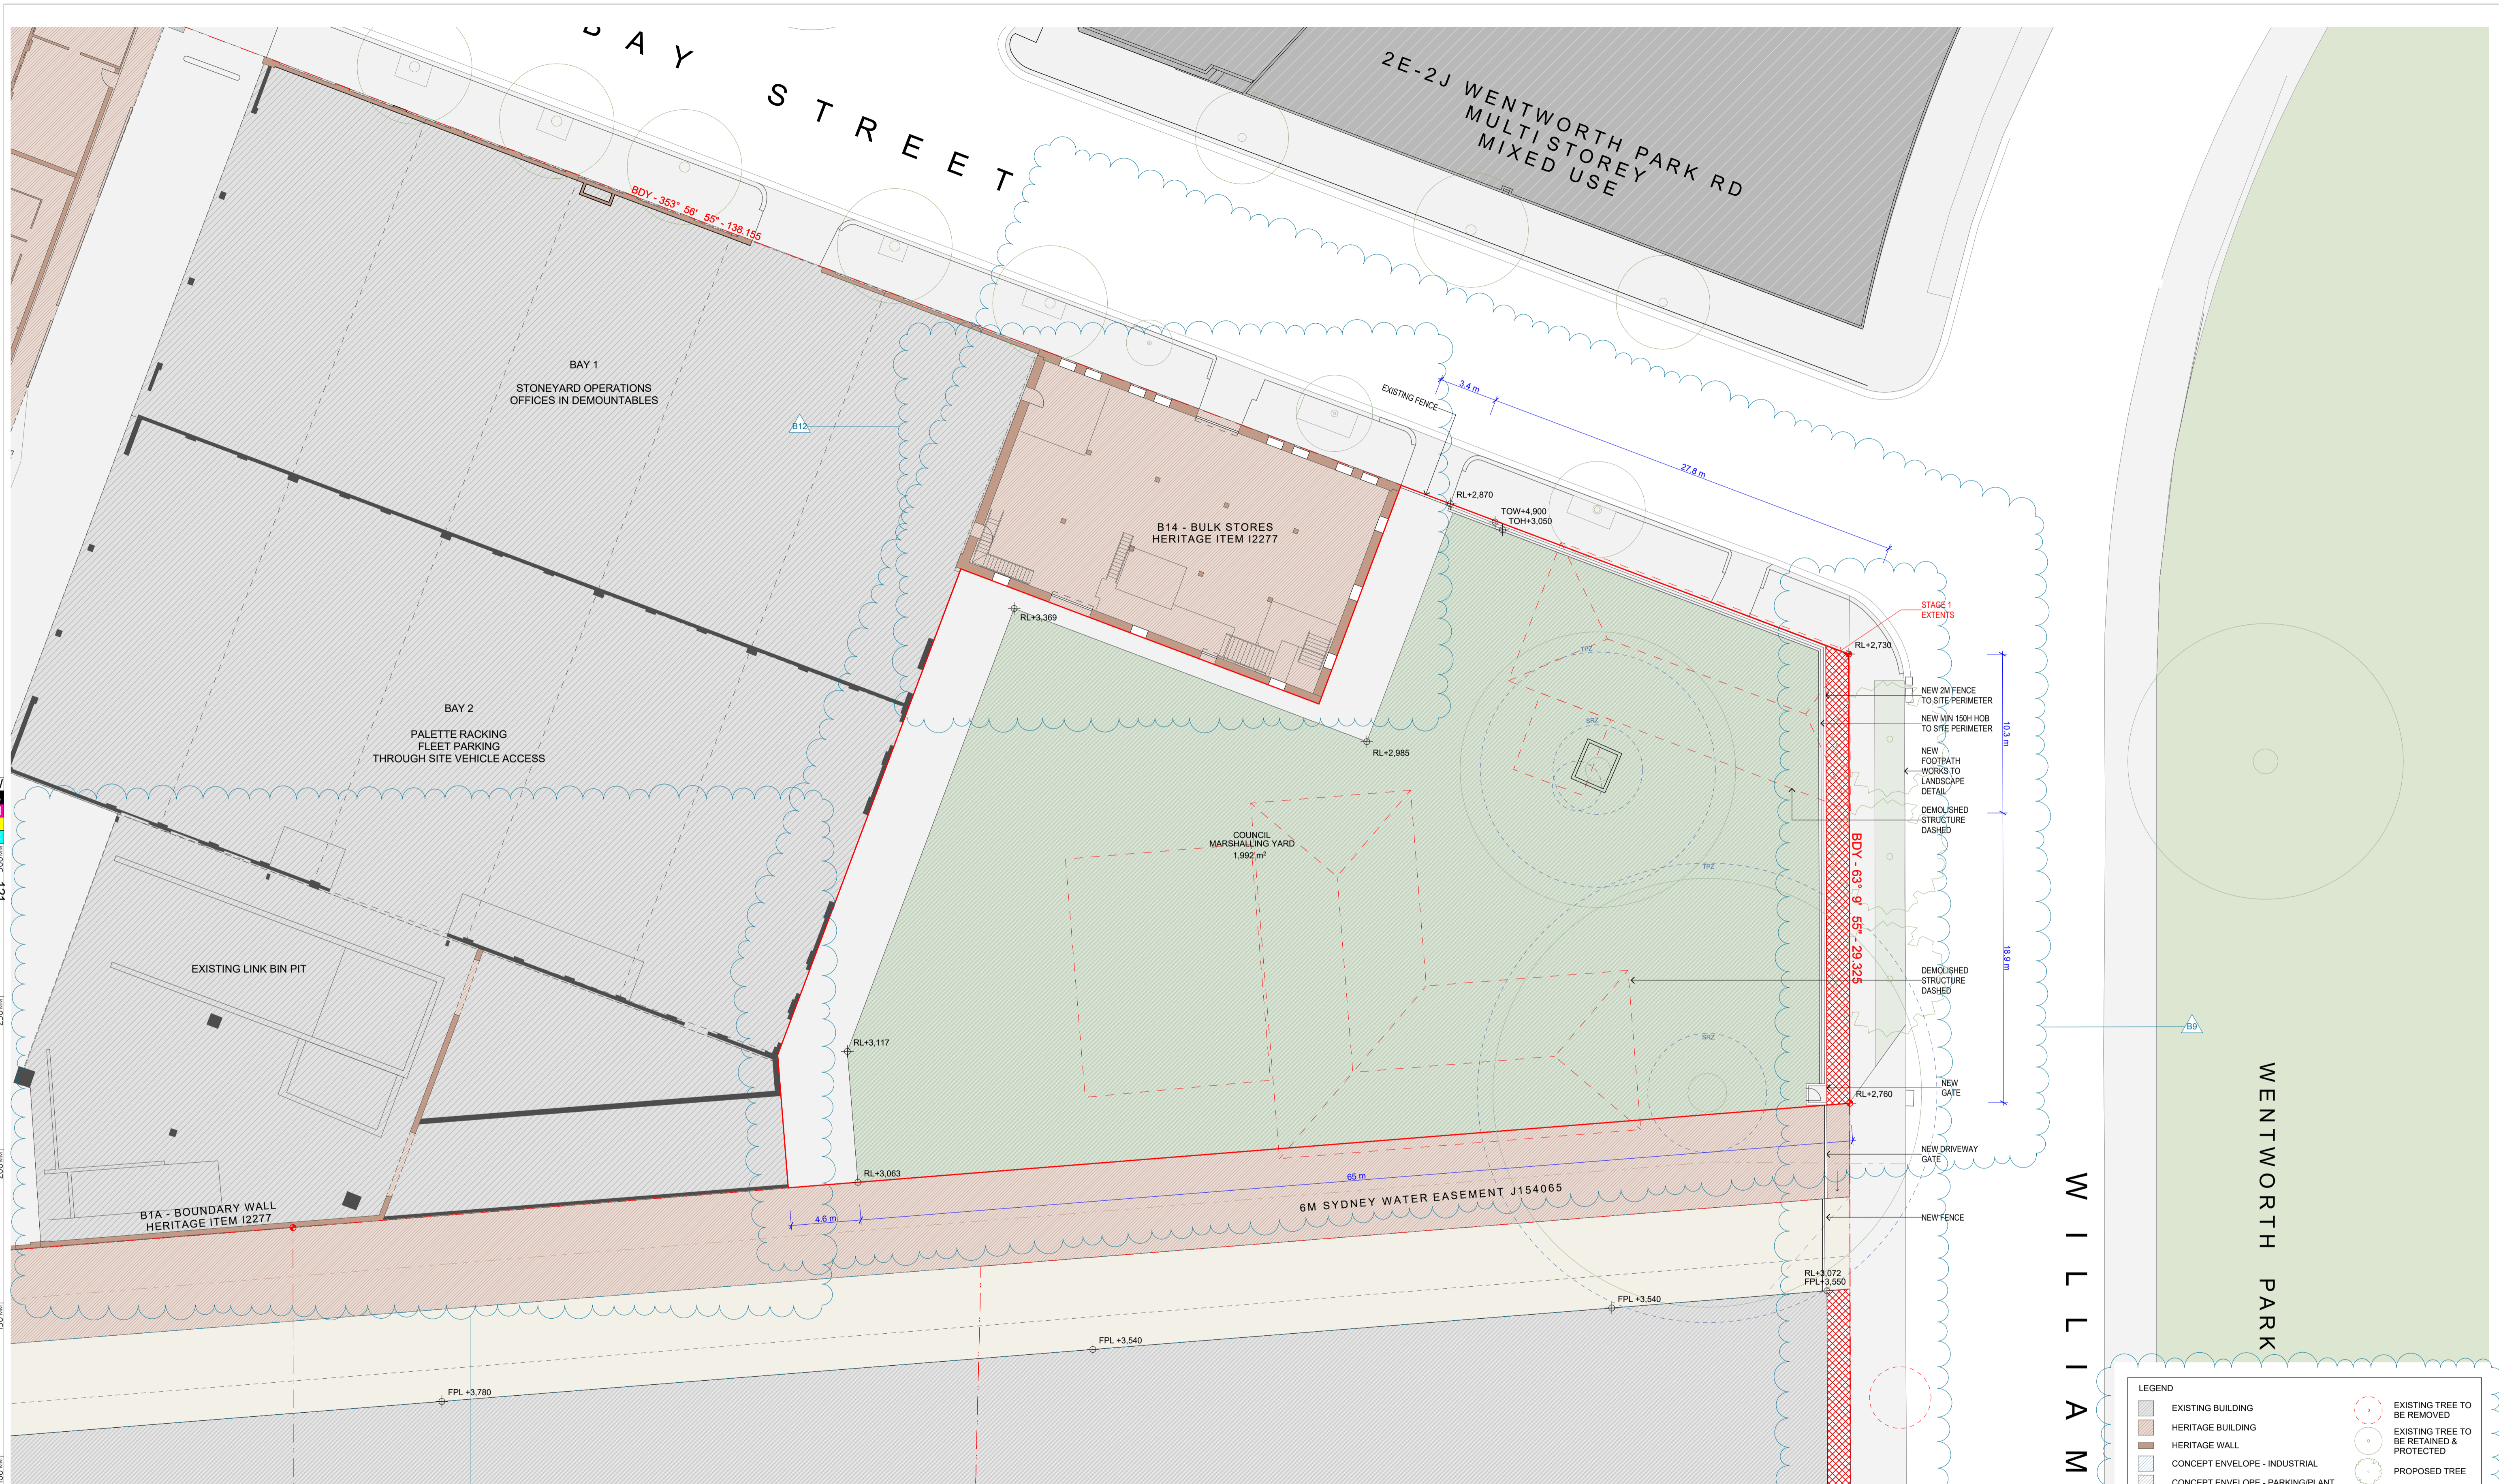 BAY STREET
2E-2J WENTWORTH PARK RD
MULTI STOREY
MIXED USE
BDY - 353° 56' 55" - 138.155
BAY 1
STONEYARD OPERATIONS
OFFICES IN DEMOUNTABLES
B12
EXISTING FENCE
3.4 m
27.8 m
RL+2,870
TOW+4,900
TOH+3,050
B14 - BULK STORES
HERITAGE ITEM I2277
RL+3,369
STAGE 1
EXTENTS
RL+2,730
TPZ
NEW 2M FENCE
TO SITE PERIMETER
NEW MIN 150H HOB
TO SITE PERIMETER
10.3 m
BAY 2
PALETTE RACKING
FLEET PARKING
THROUGH SITE VEHICLE ACCESS
SRZ
RL+2,985
NEW
FOOTPATH
WORKS TO
LANDSCAPE
DETAIL
DEMOLISHED
STRUCTURE
DASHED
COUNCIL
MARSHALLING YARD
1,992 m²
TPZ
BDY - 63° 9' 55" - 29.325
18.9 m
EXISTING LINK BIN PIT
DEMOLISHED
STRUCTURE
DASHED
B9
RL+3,117
SRZ
NEW
GATE
RL+2,760
NEW DRIVEWAY
GATE
RL+3,063
65 m
4.6 m
6M SYDNEY WATER EASEMENT J154065
B1A - BOUNDARY WALL
HERITAGE ITEM I2277
NEW FENCE
RL+3,072
FPL+3,550
FPL +3,540
FPL +3,540
FPL +3,780
WENTWORTH PARK
WILLIAM
LEGEND
EXISTING BUILDING
HERITAGE BUILDING
HERITAGE WALL
CONCEPT ENVELOPE - INDUSTRIAL
CONCEPT ENVELOPE - PARKING/PLANT
EXISTING TREE TO
BE REMOVED
EXISTING TREE TO
BE RETAINED &
PROTECTED
PROPOSED TREE